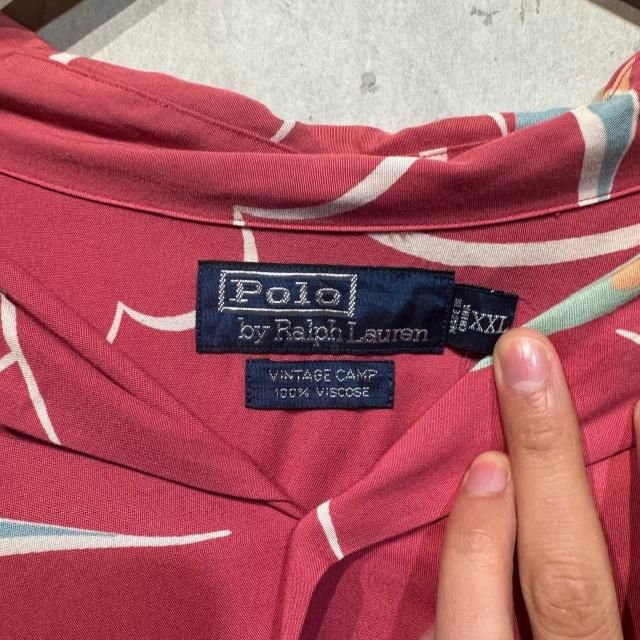 Polo
by Ralph Lauren
XXL
VINTAGE CAMP
100% VISCOSE